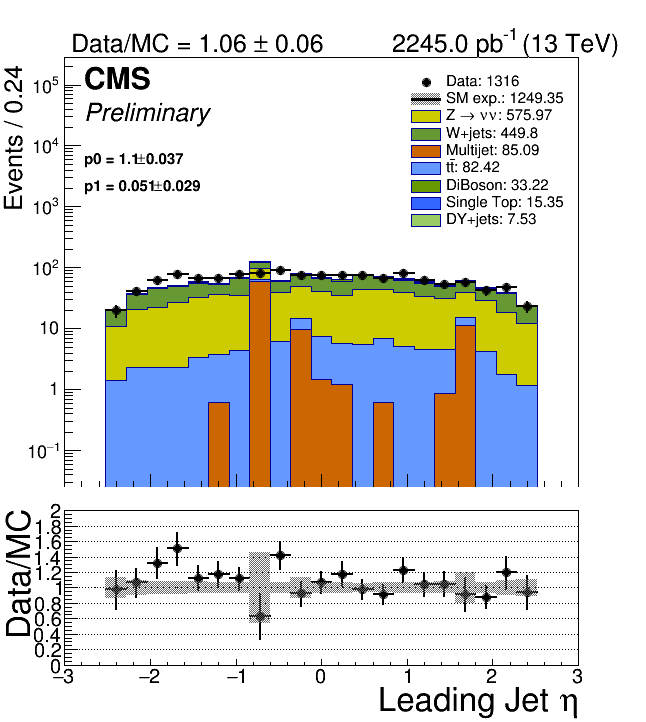 Data/MC = 1.06 ± 0.06 2245.0 pb⁻¹ (13 TeV)
CMS
Preliminary
p0 = 1.1±0.037
p1 = 0.051±0.029
Data: 1316
SM exp.: 1249.35
Z → νν: 575.97
W+jets: 449.8
Multijet: 85.09
tt̄: 82.42
DiBoson: 33.22
Single Top: 15.35
DY+jets: 7.53
Events / 0.24
10⁵
10⁴
10³
10²
10
1
10⁻¹
Data/MC
2
1.8
1.6
1.4
1.2
1
0.8
0.6
0.4
0.2
0
−3 −2 −1 0 1 2 3
Leading Jet η